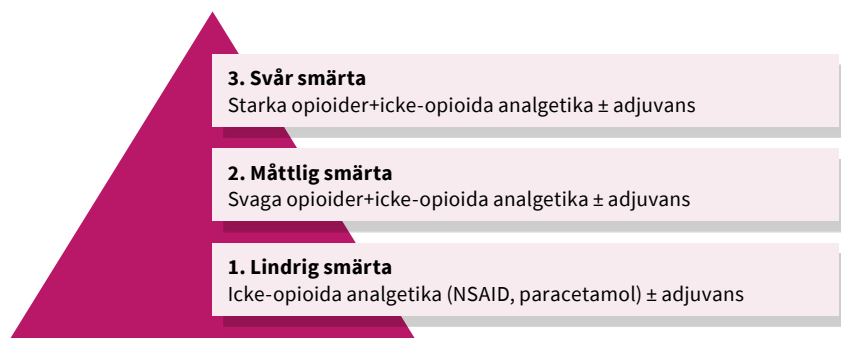 3. Svår smärta
Starka opioider+icke-opioida analgetika ± adjuvans
2. Måttlig smärta
Svaga opioider+icke-opioida analgetika ± adjuvans
1. Lindrig smärta
Icke-opioida analgetika (NSAID, paracetamol) ± adjuvans